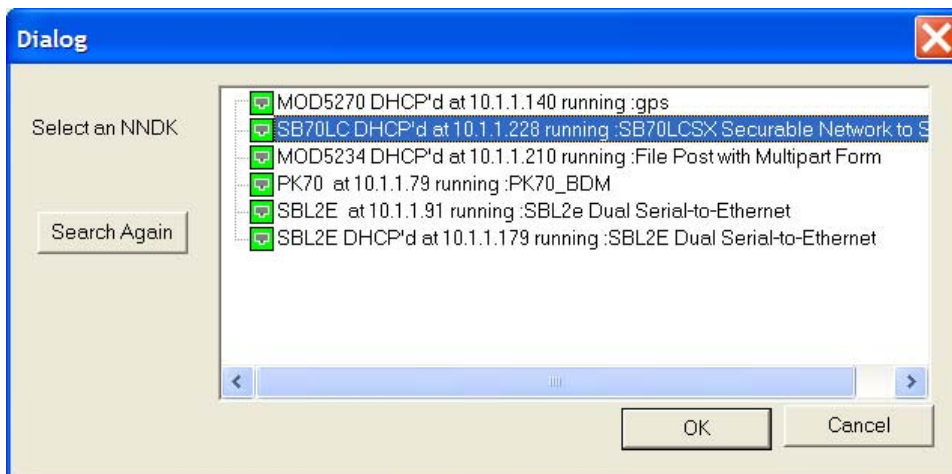 Dialog
Select an NNDK
MOD5270 DHCP'd at 10.1.1.140 running :gps
SB70LC DHCP'd at 10.1.1.228 running :SB70LCSX Securable Network to S
MOD5234 DHCP'd at 10.1.1.210 running :File Post with Multipart Form
PK70  at 10.1.1.79 running :PK70_BDM
SBL2E  at 10.1.1.91 running :SBL2e Dual Serial-to-Ethernet
SBL2E DHCP'd at 10.1.1.179 running :SBL2E Dual Serial-to-Ethernet
Search Again
OK
Cancel